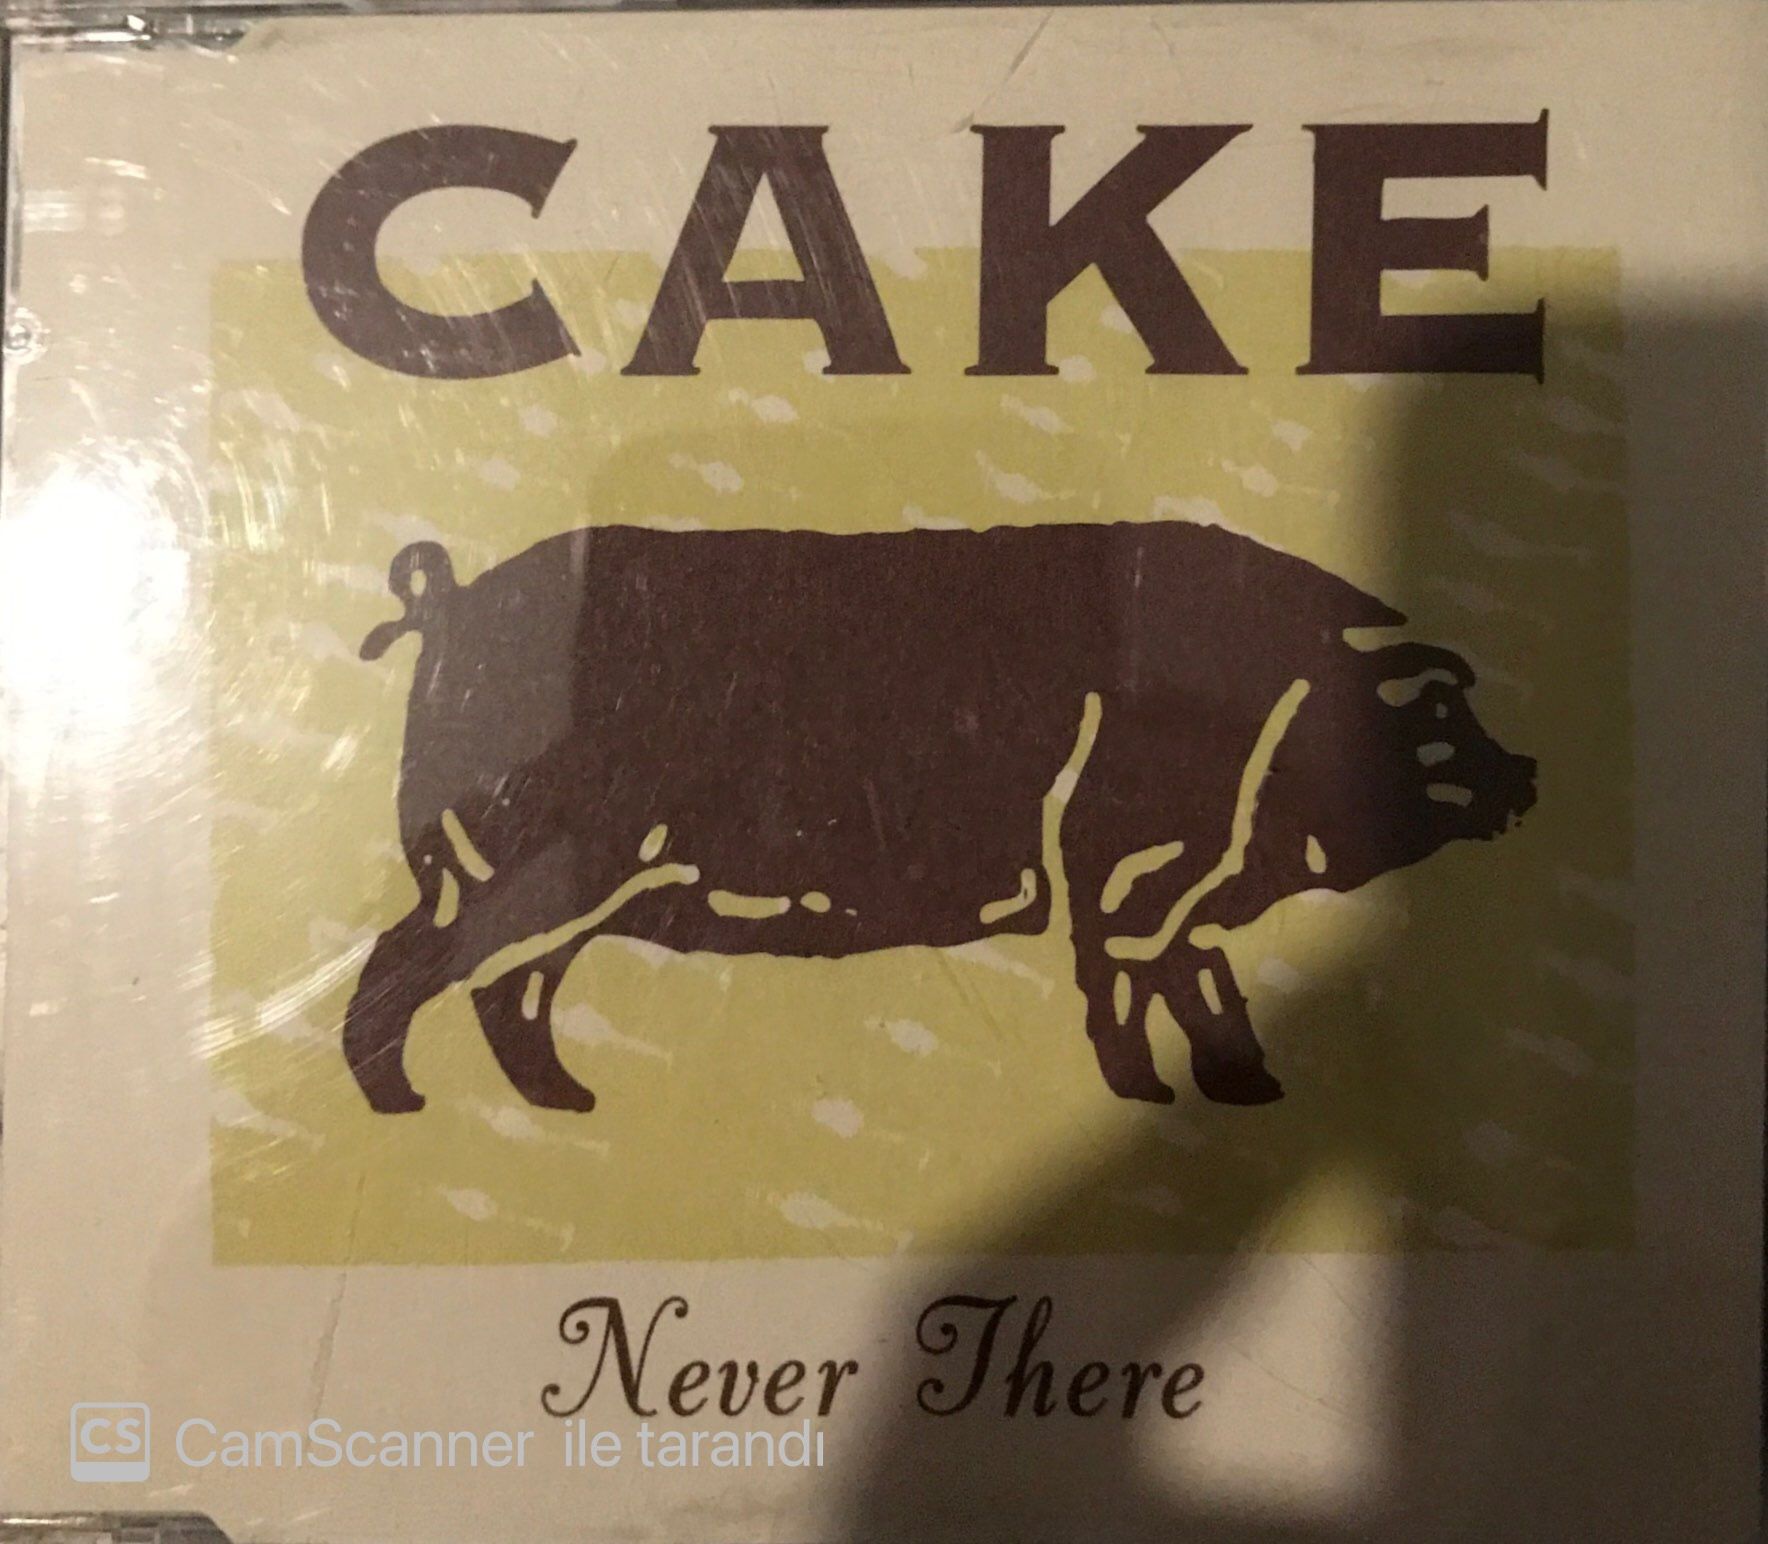 CAKE
Never There
CS CamScanner ile tarandı